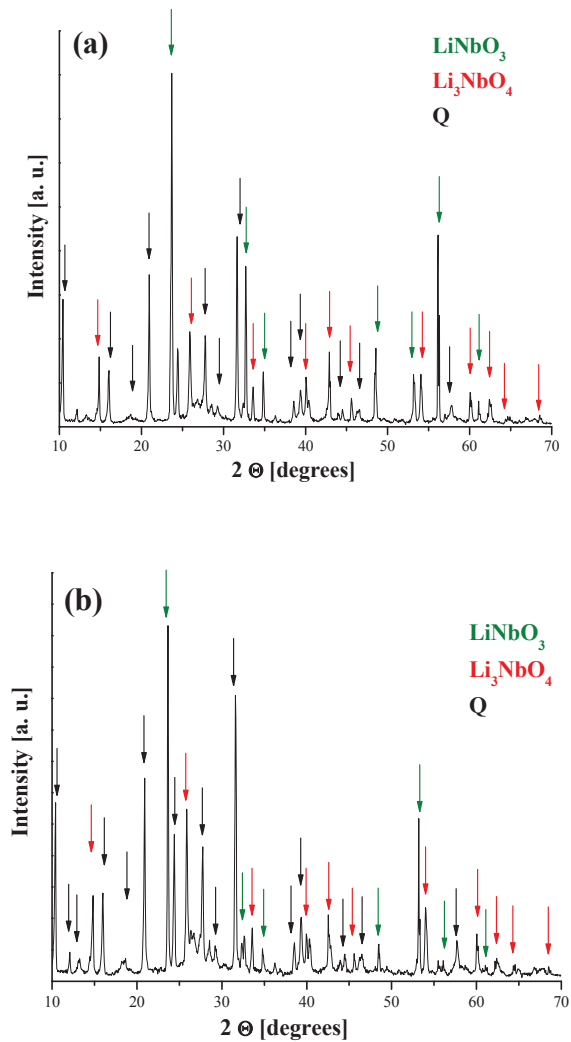 (a)
LiNbO₃
Li₃NbO₄
Q
Intensity [a. u.]
10 20 30 40 50 60 70
2 Θ [degrees]
(b)
LiNbO₃
Li₃NbO₄
Q
Intensity [a. u.]
10 20 30 40 50 60 70
2 Θ [degrees]